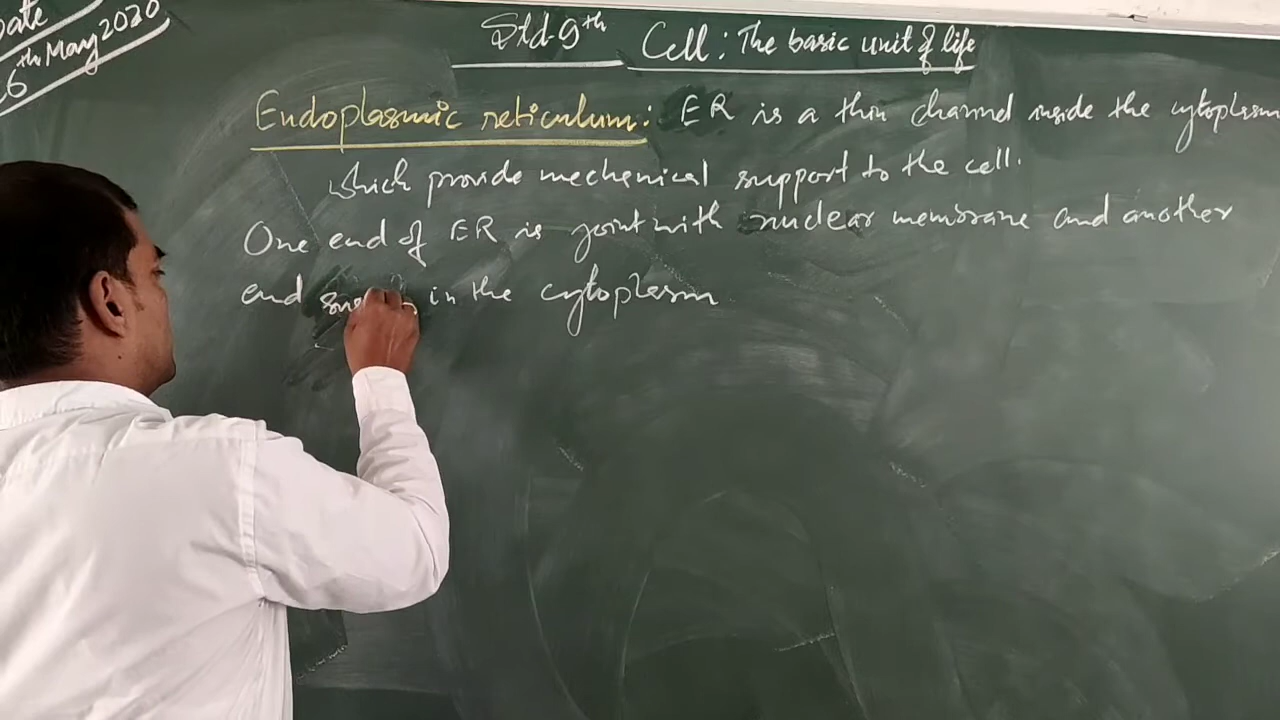 Date
6th May 2020
Std-9th Cell: The basic unit of life
Endoplasmic reticulum: ER is a thin channel inside the cytoplasm
which provide mechenical support to the cell.
One end of ER is joint with nuclear membrane and another
end in the cytoplasm